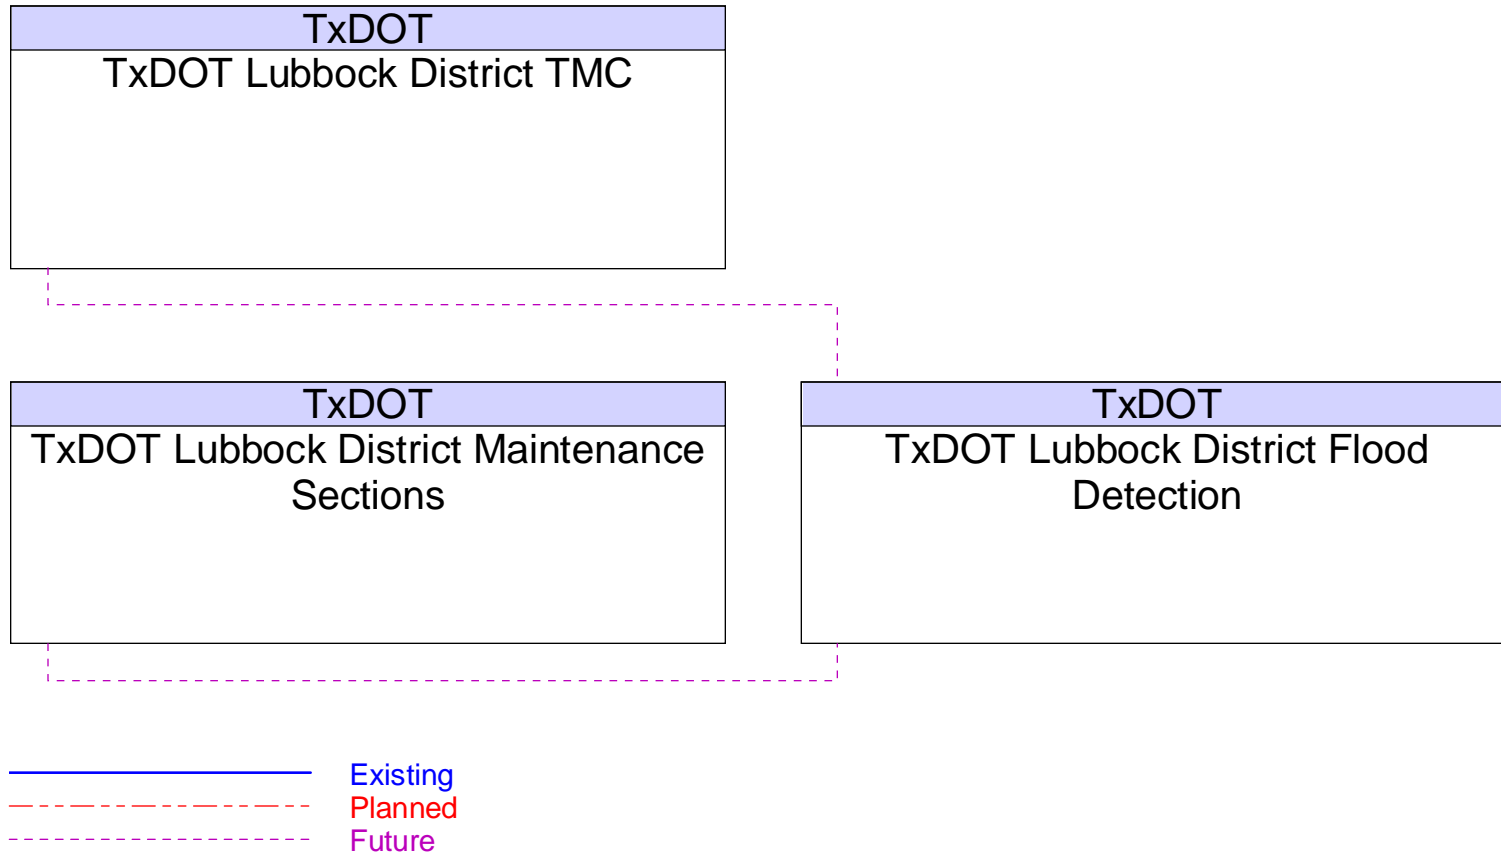 TxDOT
TxDOT Lubbock District TMC
TxDOT
TxDOT Lubbock District Maintenance
Sections
TxDOT
TxDOT Lubbock District Flood
Detection
Existing
Planned
Future